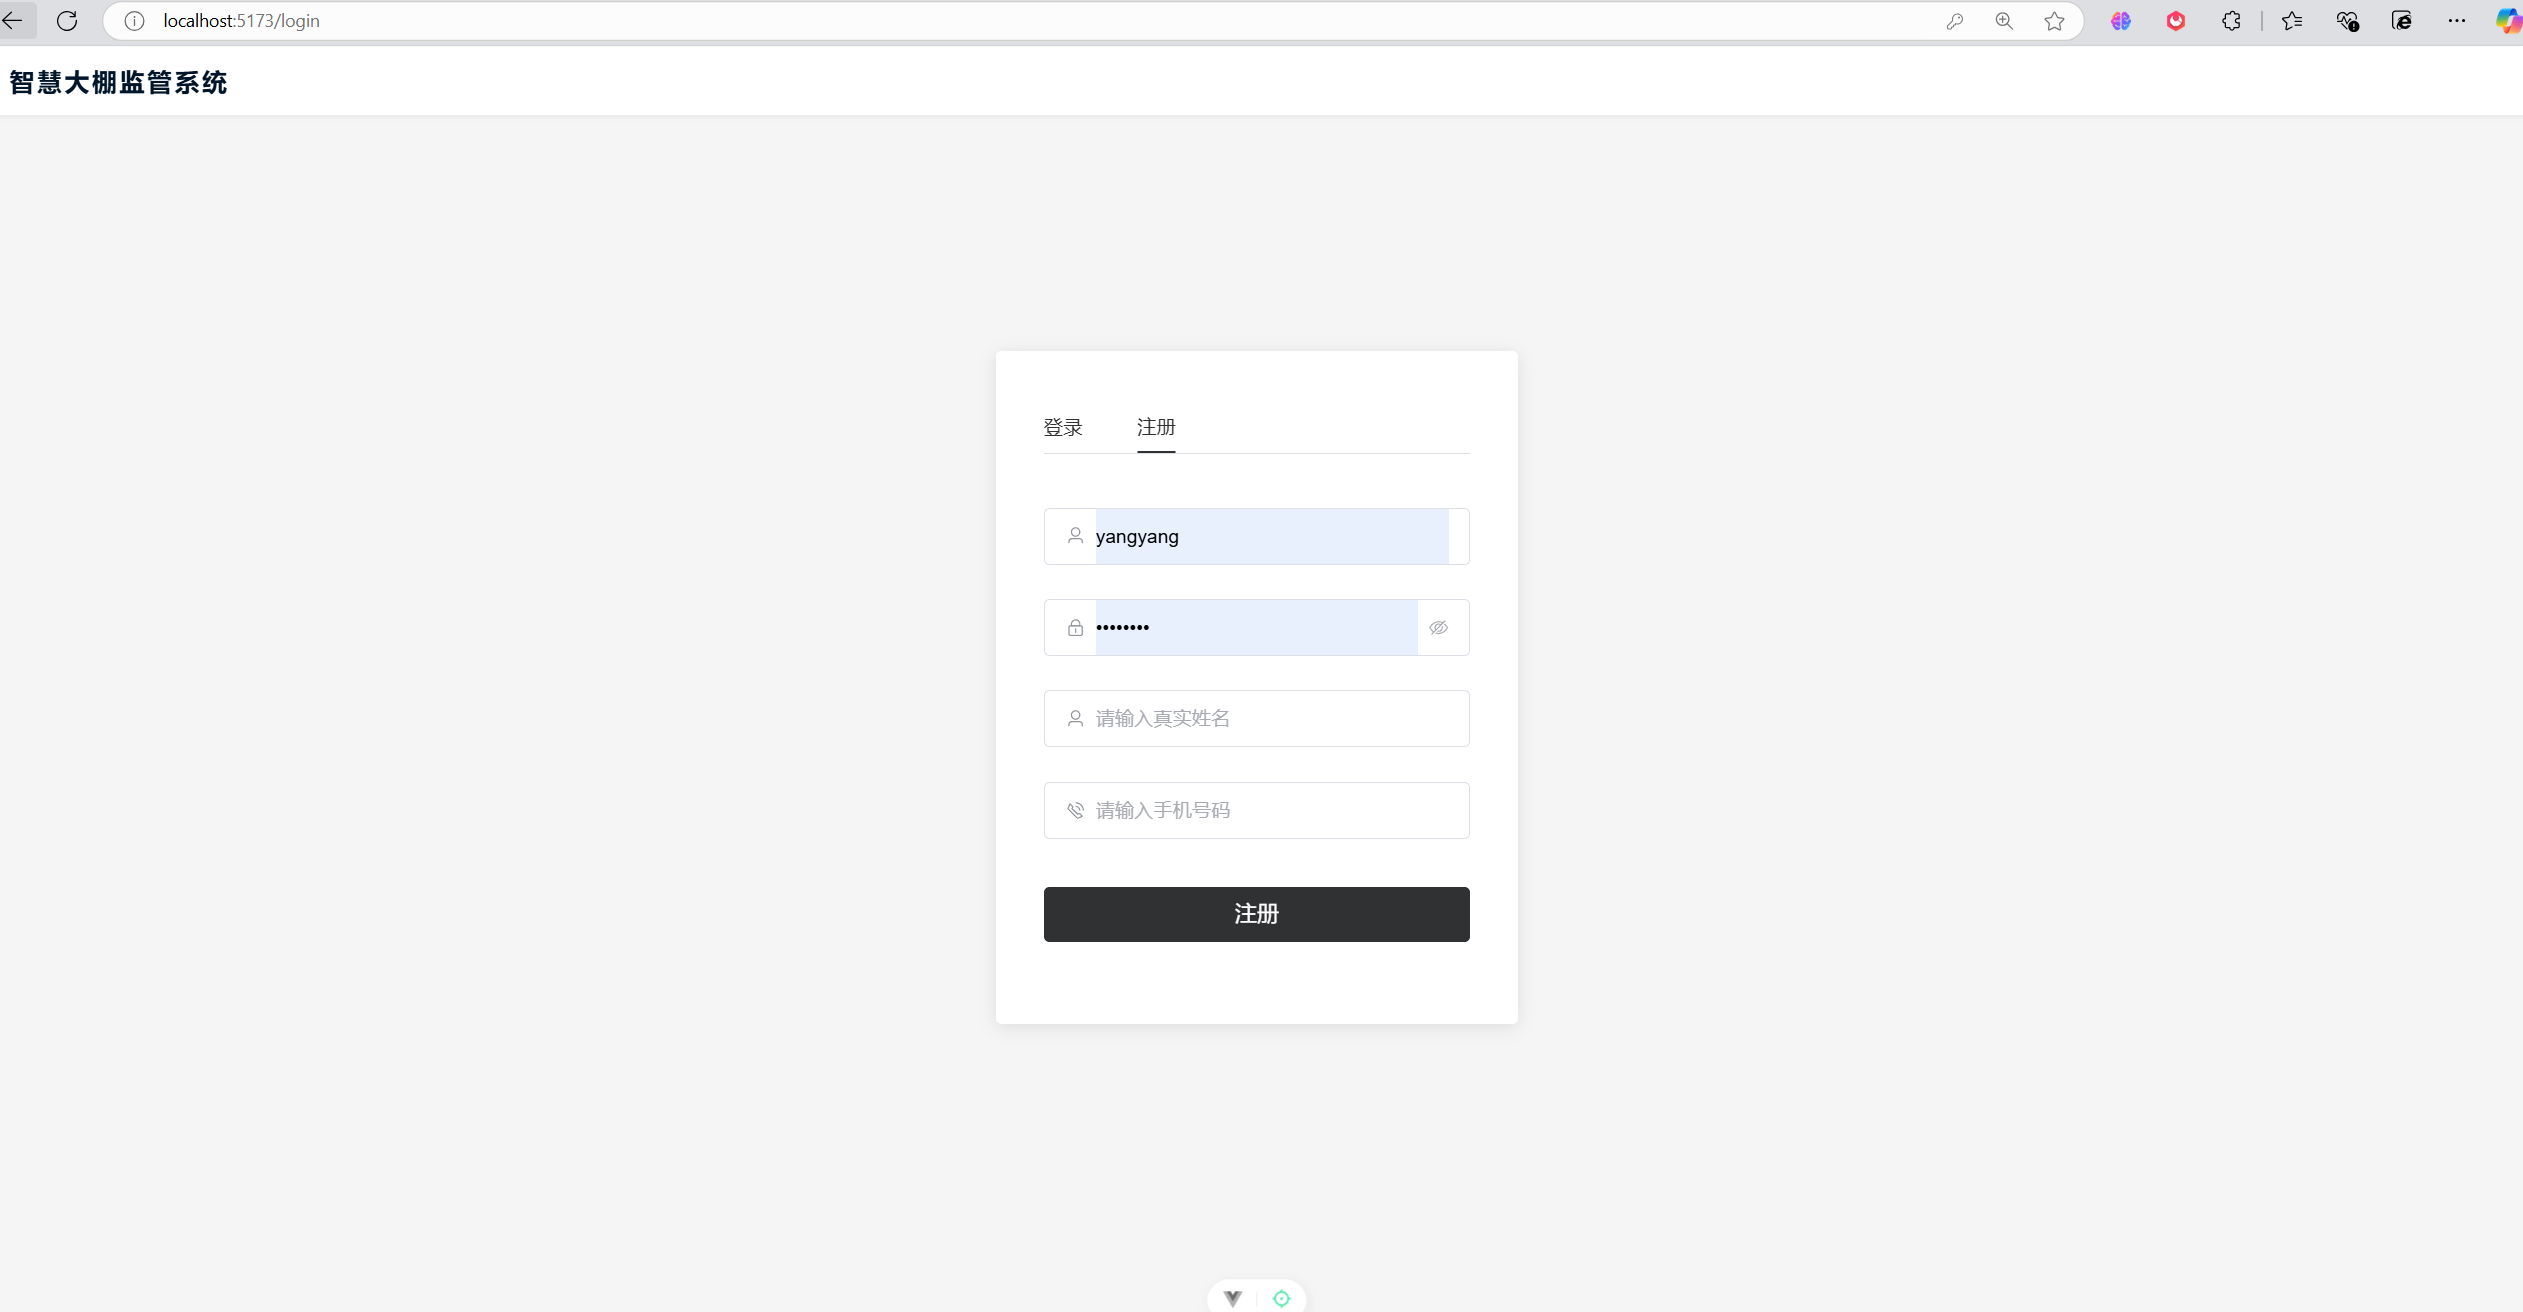 localhost:5173/login
智慧大棚监管系统
登录 注册
yangyang
••••••••
请输入真实姓名
请输入手机号码
注册